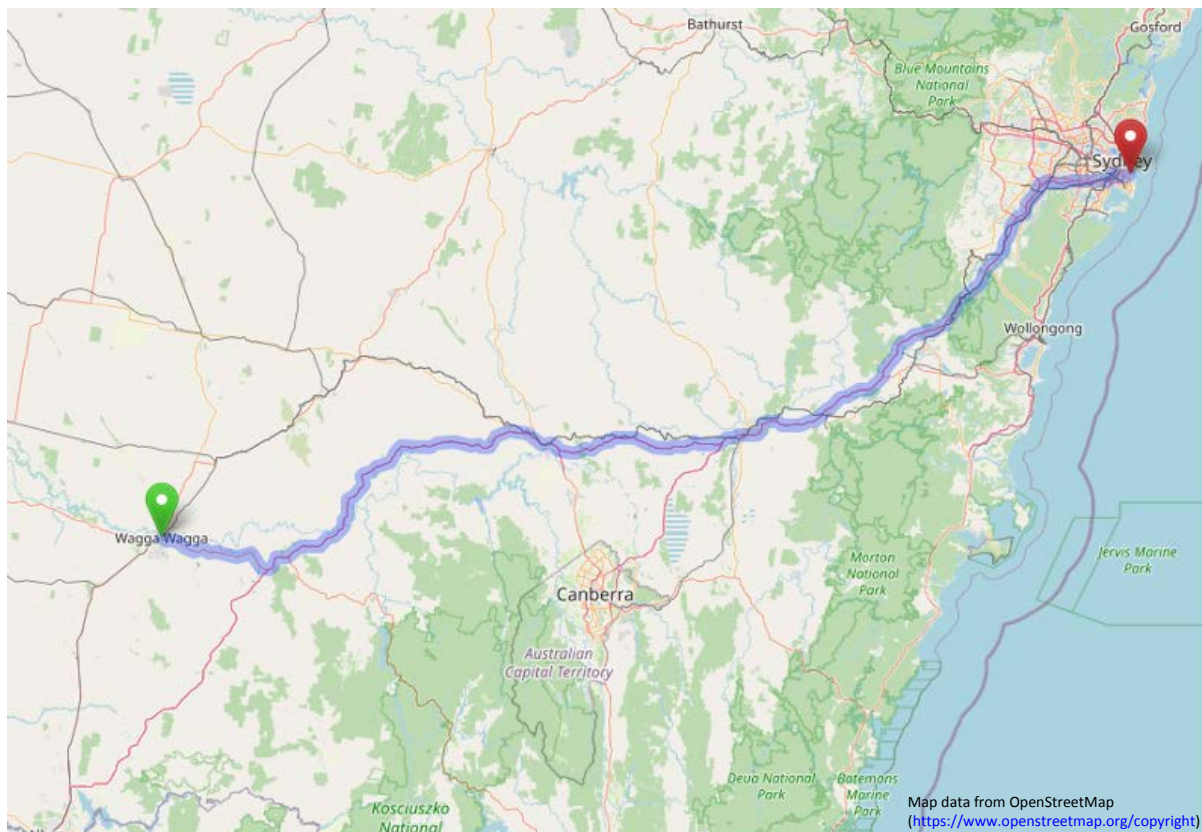 Bathurst
Gosford
Blue Mountains
National
Park
Sydney
Wollongong
Wagga Wagga
Morton
National
Park
Jervis Marine
Park
Canberra
Australian
Capital Territory
Deua National
Park
Batemans
Marine
Park
Kosciuszko
National
Map data from OpenStreetMap
(https://www.openstreetmap.org/copyright)